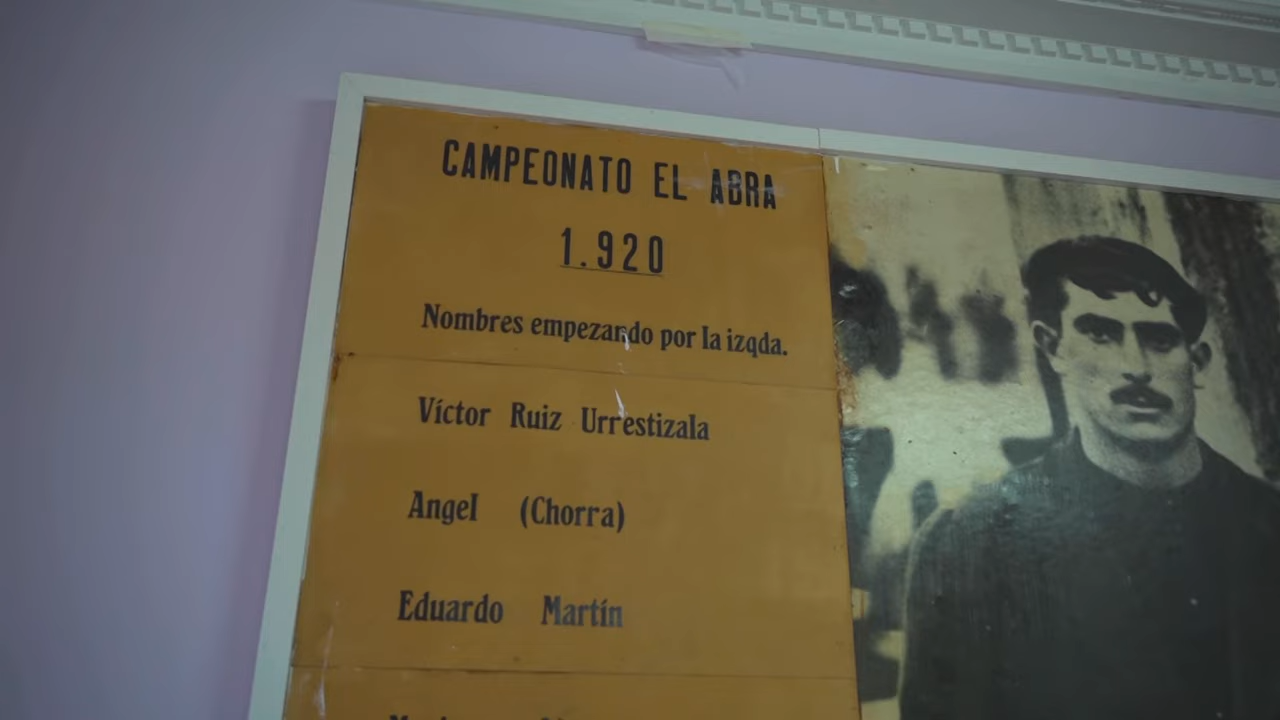 CAMPEONATO EL ABRA
1.920
Nombres empezando por la izqda.
Víctor Ruiz Urrestizala
Angel (Chorra)
Eduardo Martín